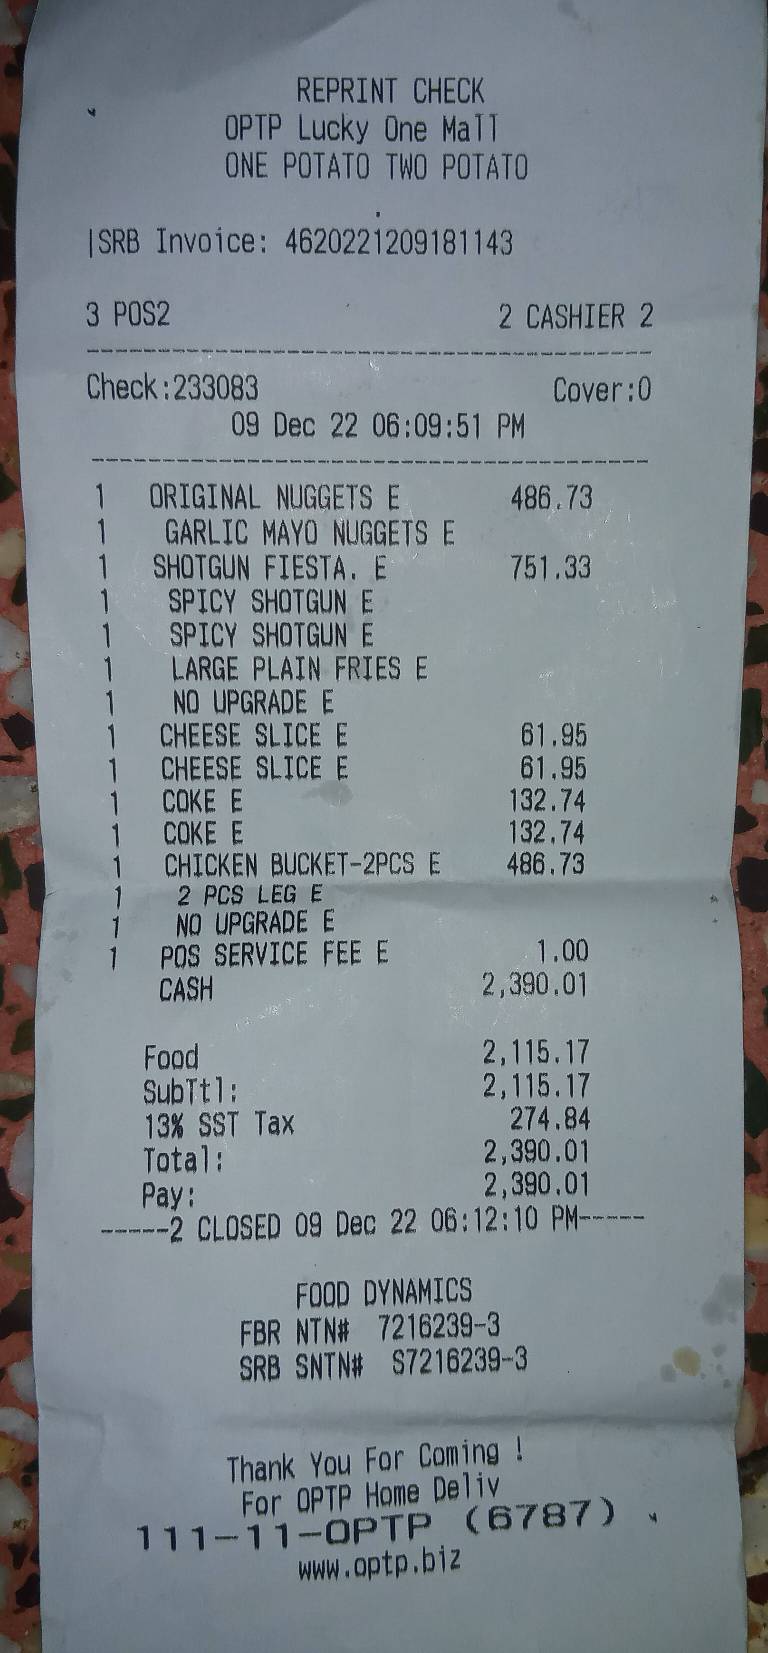 REPRINT CHECK
OPTP Lucky One Mall
ONE POTATO TWO POTATO
|SRB Invoice: 4620221209181143
3 POS2 2 CASHIER 2
--------------------------------------------
Check:233083 Cover:0
09 Dec 22 06:09:51 PM
--------------------------------------------
1 ORIGINAL NUGGETS E 486.73
1 GARLIC MAYO NUGGETS E
1 SHOTGUN FIESTA. E 751.33
1 SPICY SHOTGUN E
1 SPICY SHOTGUN E
1 LARGE PLAIN FRIES E
1 NO UPGRADE E
1 CHEESE SLICE E 61.95
1 CHEESE SLICE E 61.95
1 COKE E 132.74
1 COKE E 132.74
1 CHICKEN BUCKET-2PCS E 486.73
1 2 PCS LEG E
1 NO UPGRADE E
1 POS SERVICE FEE E 1.00
CASH 2,390.01
Food 2,115.17
SubTtl: 2,115.17
13% SST Tax 274.84
Total: 2,390.01
Pay: 2,390.01
-----2 CLOSED 09 Dec 22 06:12:10 PM-----
FOOD DYNAMICS
FBR NTN# 7216239-3
SRB SNTN# S7216239-3
Thank You For Coming !
For OPTP Home Deliv
111-11-OPTP (6787)
www.optp.biz